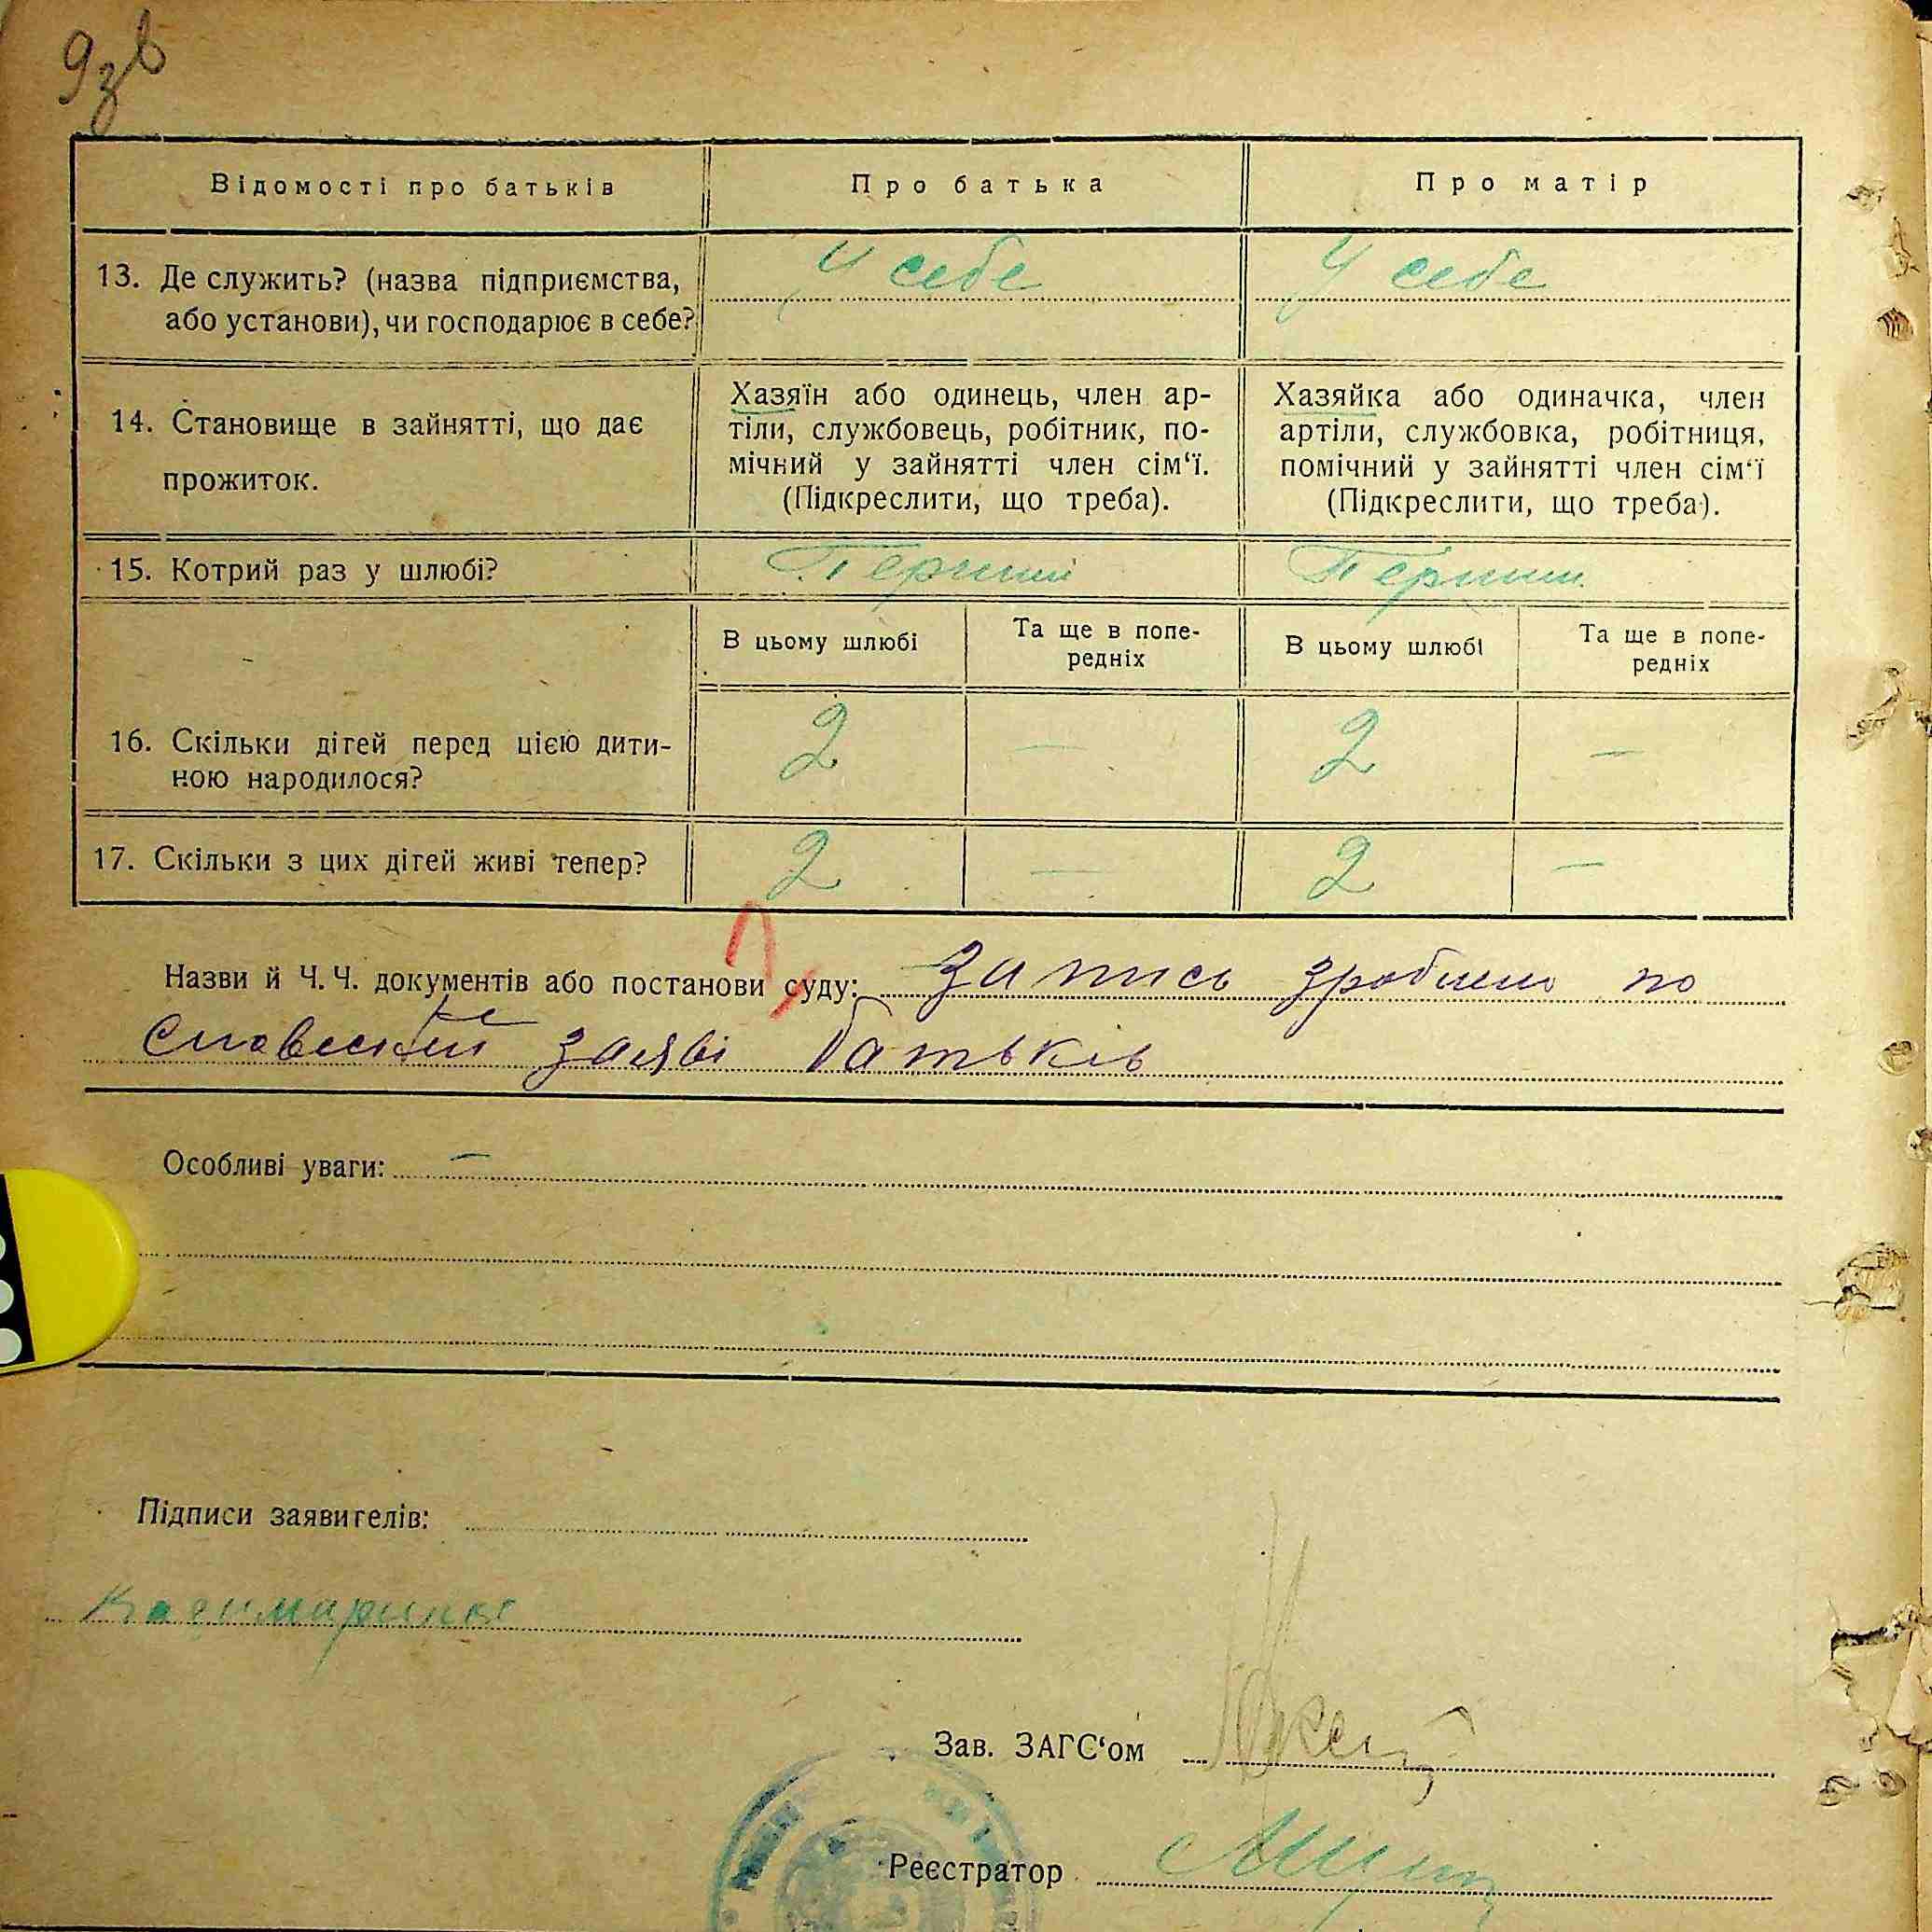 9зв
Відомості про батьків
Про батька
Про матір
13. Де служить? (назва підприємства,
або установи), чи господарює в себе?
У себе
У себе
14. Становище в зайнятті, що дає
прожиток.
Хазяїн або одинець, член ар-
тіли, службовець, робітник, по-
мічний у зайнятті член сім‘ї.
(Підкреслити, що треба).
Хазяйка або одиначка, член
артіли, службовка, робітниця,
помічний у зайнятті член сім‘ї
(Підкреслити, що треба).
15. Котрий раз у шлюбі?
Перший
Перший
В цьому шлюбі
Та ще в попе-
редніх
В цьому шлюбі
Та ще в попе-
редніх
16. Скільки дітей перед цією дити-
ною народилося?
2 — 2 —
17. Скільки з цих дітей живі тепер?
2 — 2 —
Назви й Ч. Ч. документів або постанови суду: Запись зроблено по
словесній заяві батьків
Особливі уваги: —
Підписи заявителів:
Зав. ЗАГС‘ом
Реєстратор